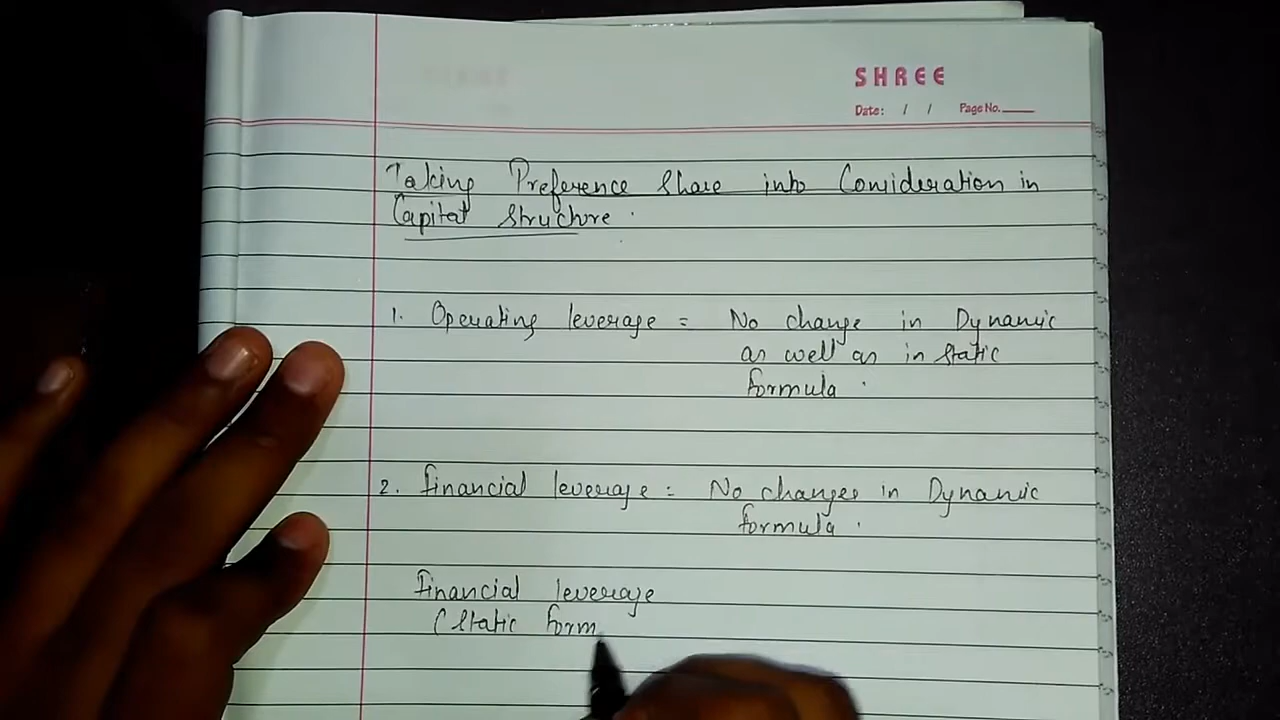 SHREE
Date: / / Page No.
Taking Preference Share into Consideration in
Capital Structure.
1. Operating leverage = No change in Dynamic
as well as in static
formula.
2. financial leverage = No changes in Dynamic
formula.
financial leverage
( Static form